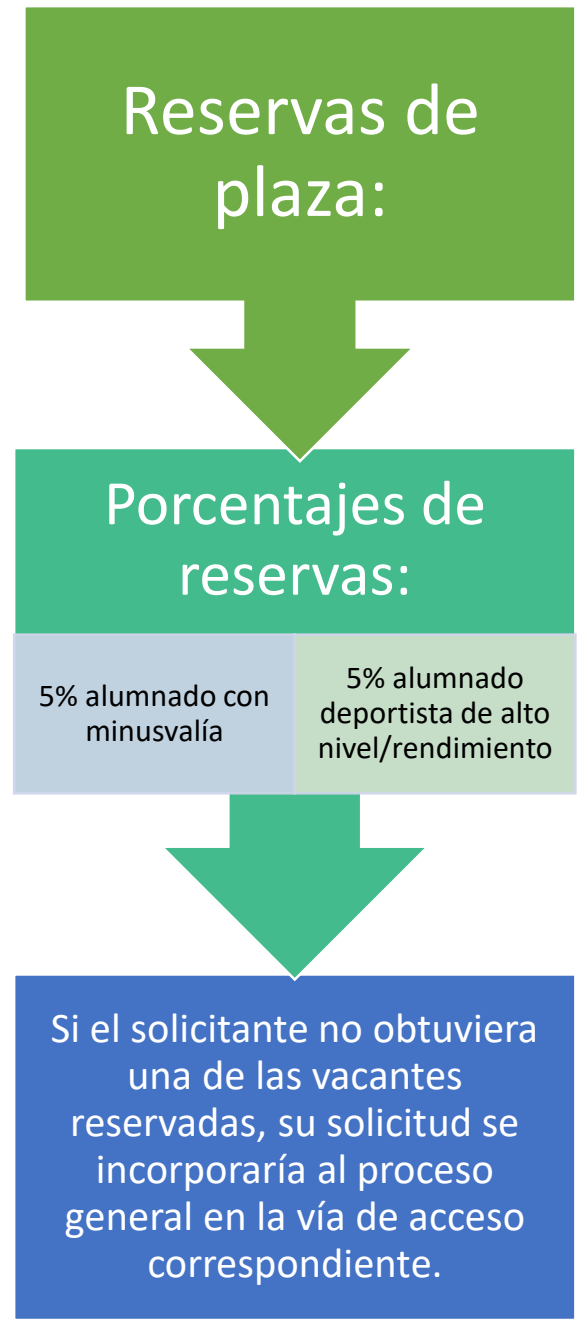 Reservas de
plaza:
Porcentajes de
reservas:
5% alumnado con
minusvalía
5% alumnado
deportista de alto
nivel/rendimiento
Si el solicitante no obtuviera
una de las vacantes
reservadas, su solicitud se
incorporaría al proceso
general en la vía de acceso
correspondiente.